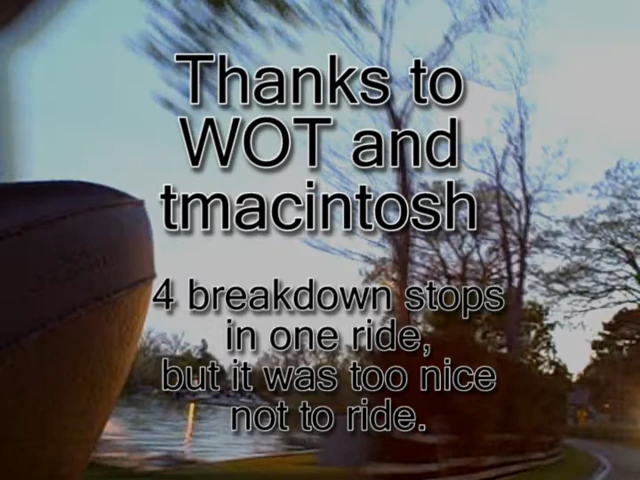 Thanks to
WOT and
tmacintosh
4 breakdown stops
in one ride,
but it was too nice
not to ride.